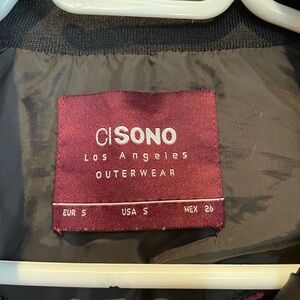 CISONO
Los Angeles
OUTERWEAR
EUR S USA S MEX 26